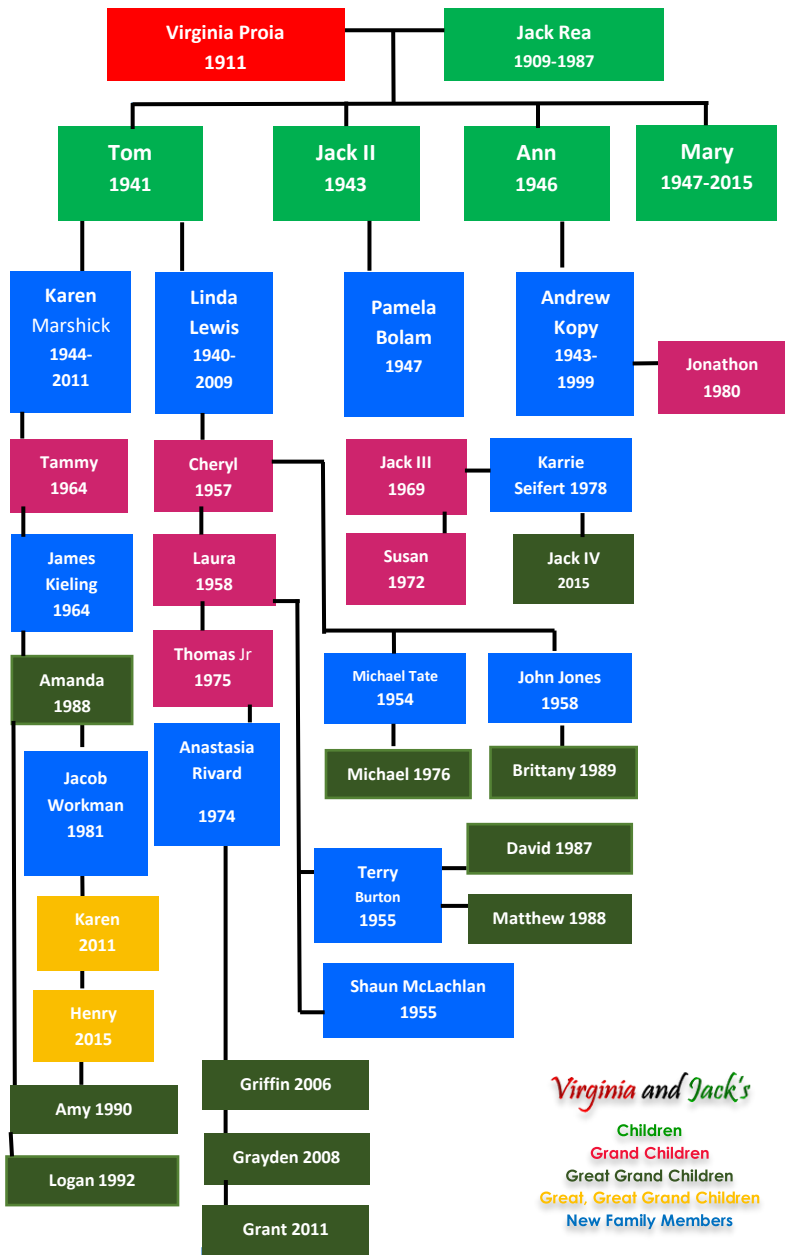 Virginia Proia
1911
Jack Rea
1909-1987
Tom
1941
Jack II
1943
Ann
1946
Mary
1947-2015
Karen
Marshick
1944-
2011
Linda
Lewis
1940-
2009
Pamela
Bolam
1947
Andrew
Kopy
1943-
1999
Jonathon
1980
Tammy
1964
Cheryl
1957
Jack III
1969
Karrie
Seifert 1978
James
Kieling
1964
Laura
1958
Susan
1972
Jack IV
2015
Amanda
1988
Thomas Jr
1975
Michael Tate
1954
John Jones
1958
Jacob
Workman
1981
Anastasia
Rivard
1974
Michael 1976
Brittany 1989
Terry
Burton
1955
David 1987
Matthew 1988
Karen
2011
Shaun McLachlan
1955
Henry
2015
Amy 1990
Logan 1992
Griffin 2006
Grayden 2008
Grant 2011
Virginia and Jack's
Children
Grand Children
Great Grand Children
Great, Great Grand Children
New Family Members